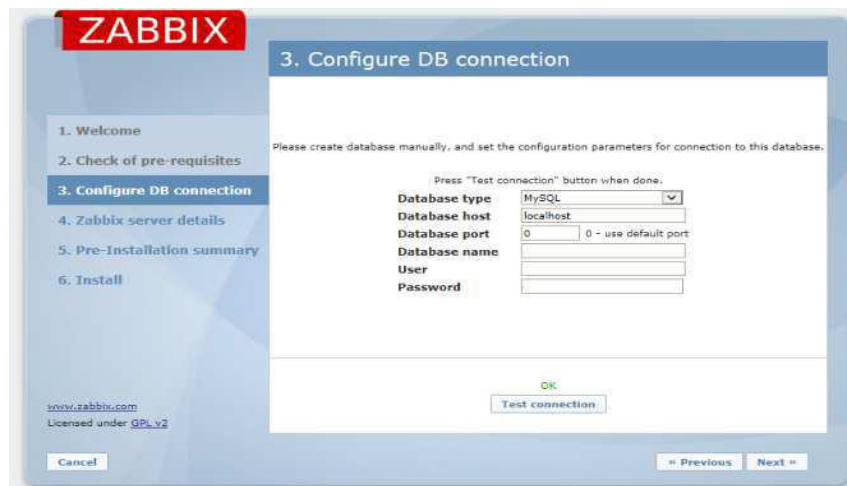 ZABBIX
3. Configure DB connection
1. Welcome
2. Check of pre-requisites
3. Configure DB connection
4. Zabbix server details
5. Pre-Installation summary
6. Install
Please create database manually, and set the configuration parameters for connection to this database.
Press "Test connection" button when done.
Database type MySQL
Database host localhost
Database port 0 0 - use default port
Database name
User
Password
OK
Test connection
www.zabbix.com
Licensed under GPL v2
Cancel
« Previous Next »